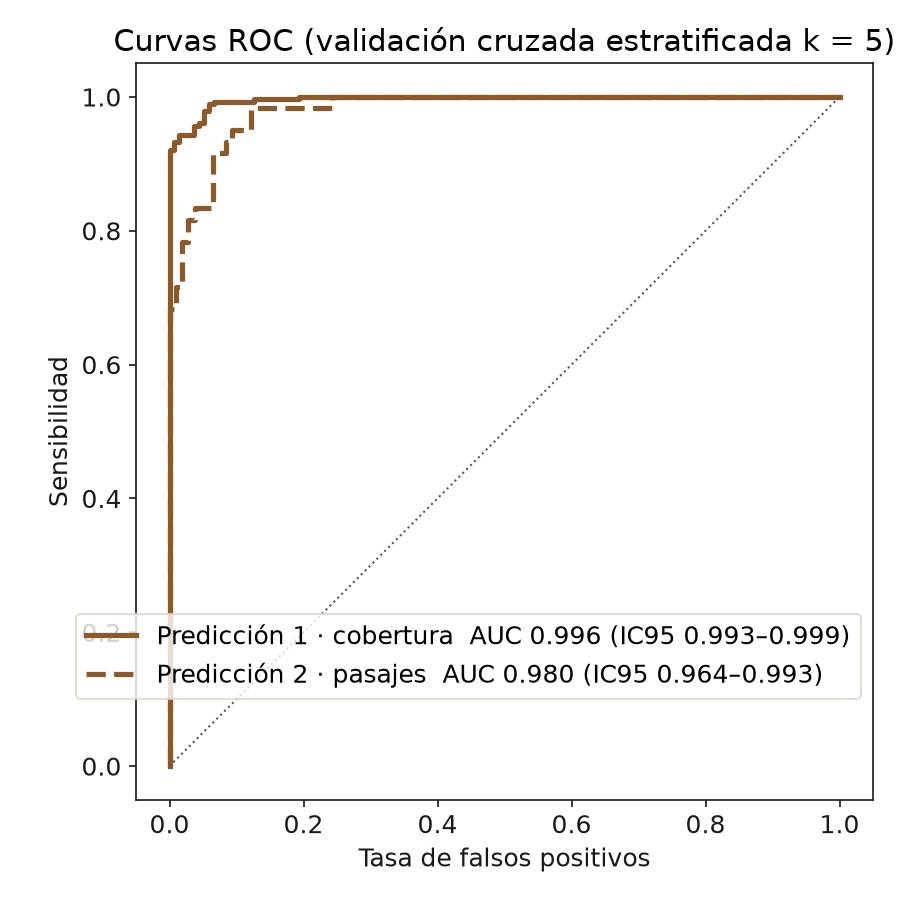 Curvas ROC (validación cruzada estratificada k = 5)
1.0
0.8
0.6
0.4
0.2
0.0
Sensibilidad
Predicción 1 · cobertura AUC 0.996 (IC95 0.993–0.999)
Predicción 2 · pasajes AUC 0.980 (IC95 0.964–0.993)
0.0 0.2 0.4 0.6 0.8 1.0
Tasa de falsos positivos